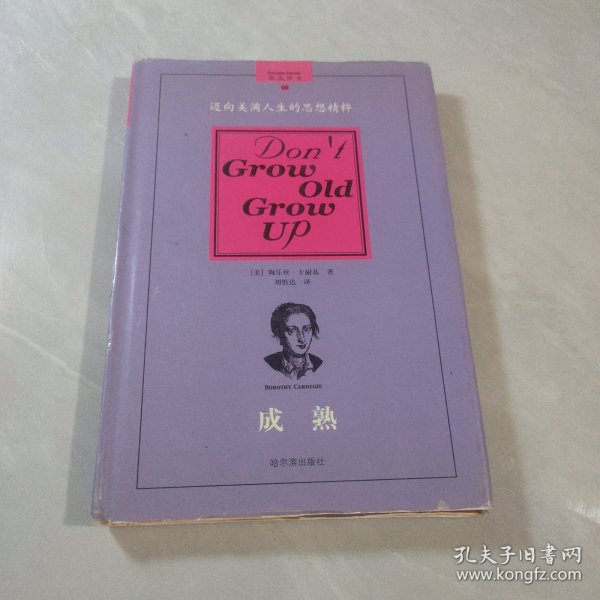 迈向美满人生的思想精粹
Don't
Grow
Old
Grow
Up
[美] 陶乐丝·卡耐基 著
刘慎达 译
DOROTHY CARNEGIE
成熟
哈尔滨出版社
孔夫子旧书网
www.kongfz.com